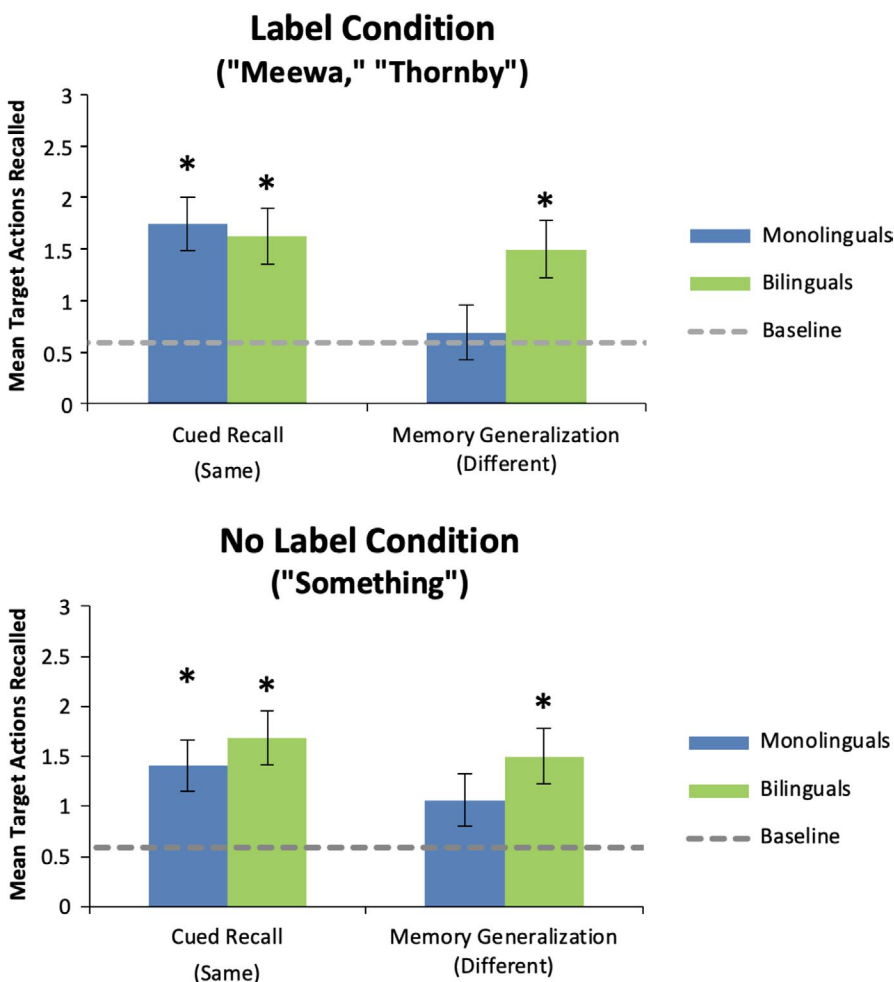 Label Condition
("Meewa," "Thornby")
Mean Target Actions Recalled
3
2.5
2
1.5
1
0.5
0
*
*
*
Cued Recall
(Same)
Memory Generalization
(Different)
Monolinguals
Bilinguals
Baseline
No Label Condition
("Something")
Mean Target Actions Recalled
3
2.5
2
1.5
1
0.5
0
*
*
*
Cued Recall
(Same)
Memory Generalization
(Different)
Monolinguals
Bilinguals
Baseline